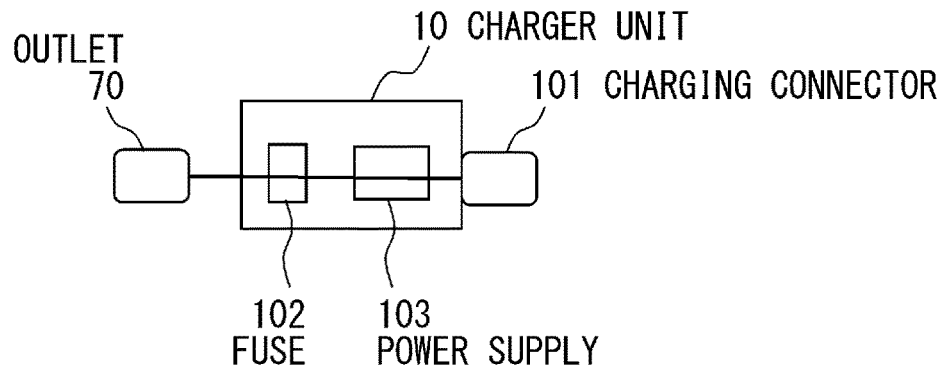 10 CHARGER UNIT
OUTLET
70
101 CHARGING CONNECTOR
102
FUSE
103
POWER SUPPLY